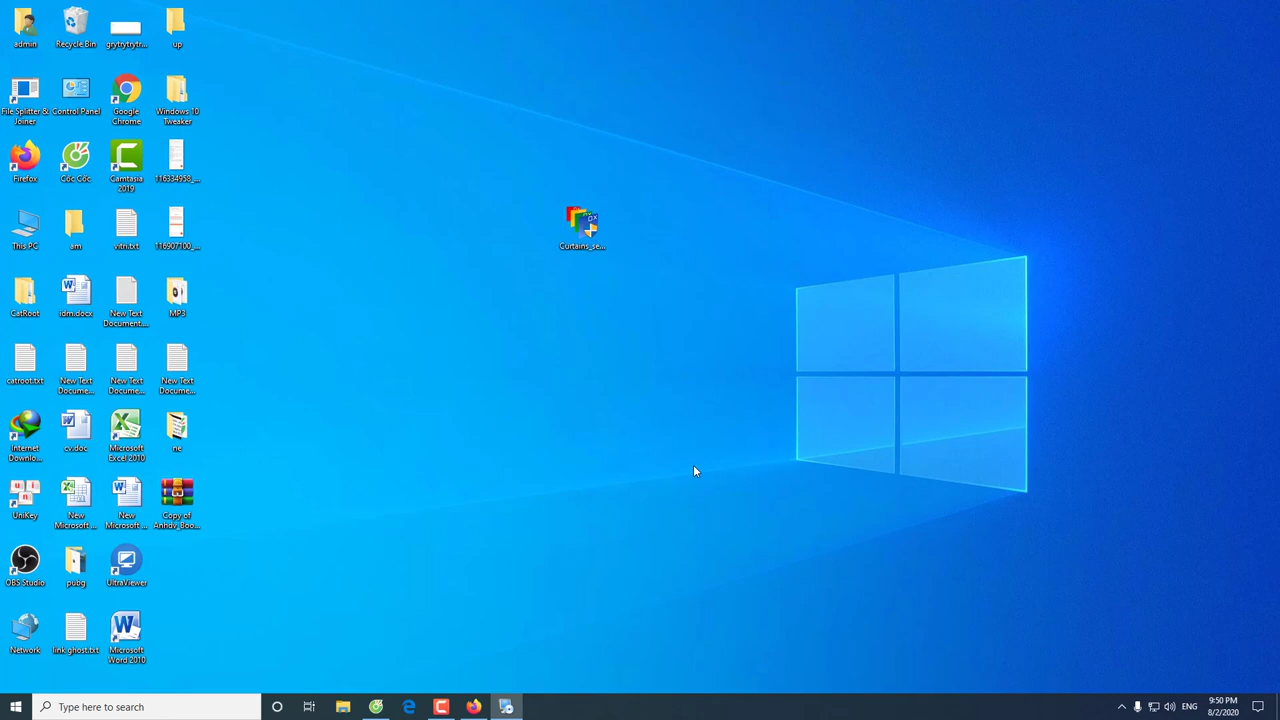 admin
Recycle Bin
grytrytrytr...
up
File Splitter &
Joiner
Control Panel
Google
Chrome
Windows 10
Tweaker
Firefox
Cốc Cốc
Camtasia
2019
116334958_...
This PC
am
vitri.txt
116907100_...
Curtains_se...
CatRoot
idm.docx
New Text
Document....
MP3
catroot.txt
New Text
Docume...
New Text
Docume...
New Text
Docume...
Internet
Downlo...
cv.doc
Microsoft
Excel 2010
ne
UniKey
New
Microsoft ...
New
Microsoft ...
Copy of
Anhdv_Boo...
OBS Studio
pubg
UltraViewer
Network
link ghost.txt
Microsoft
Word 2010
Type here to search
ENG
9:50 PM
8/2/2020